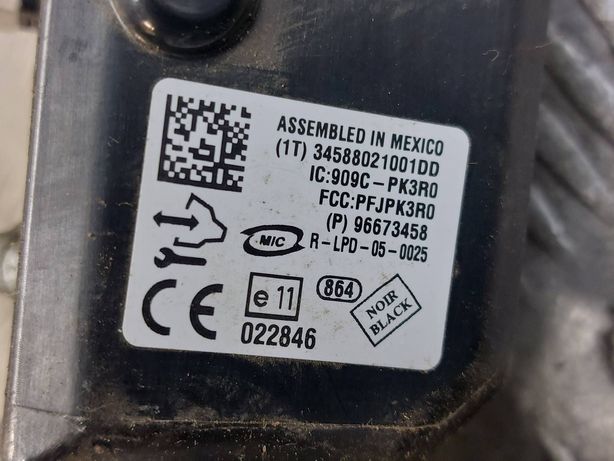 ASSEMBLED IN MEXICO
(1T) 34588021001DD
IC:909C-PK3R0
FCC:PFJPK3R0
(P) 96673458
MIC R-LPD-05-0025
CE e 11 864 NOIR
BLACK
022846